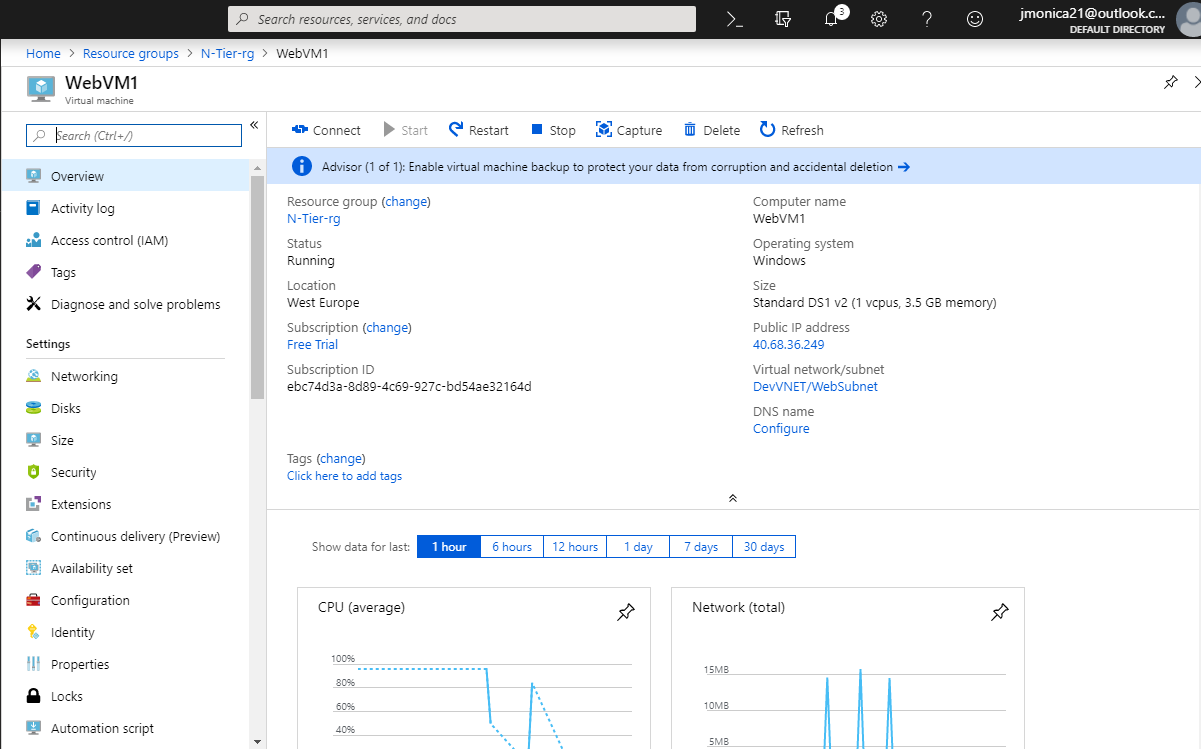 Search resources, services, and docs
3
jmonica21@outlook.c...
DEFAULT DIRECTORY
Home > Resource groups > N-Tier-rg > WebVM1
WebVM1
Virtual machine
Search (Ctrl+/)
Overview
Activity log
Access control (IAM)
Tags
Diagnose and solve problems
Settings
Networking
Disks
Size
Security
Extensions
Continuous delivery (Preview)
Availability set
Configuration
Identity
Properties
Locks
Automation script
Connect Start Restart Stop Capture Delete Refresh
Advisor (1 of 1): Enable virtual machine backup to protect your data from corruption and accidental deletion →
Resource group (change)
N-Tier-rg
Status
Running
Location
West Europe
Subscription (change)
Free Trial
Subscription ID
ebc74d3a-8d89-4c69-927c-bd54ae32164d
Computer name
WebVM1
Operating system
Windows
Size
Standard DS1 v2 (1 vcpus, 3.5 GB memory)
Public IP address
40.68.36.249
Virtual network/subnet
DevVNET/WebSubnet
DNS name
Configure
Tags (change)
Click here to add tags
Show data for last: 1 hour 6 hours 12 hours 1 day 7 days 30 days
CPU (average)
100%
80%
60%
40%
Network (total)
15MB
10MB
5MB